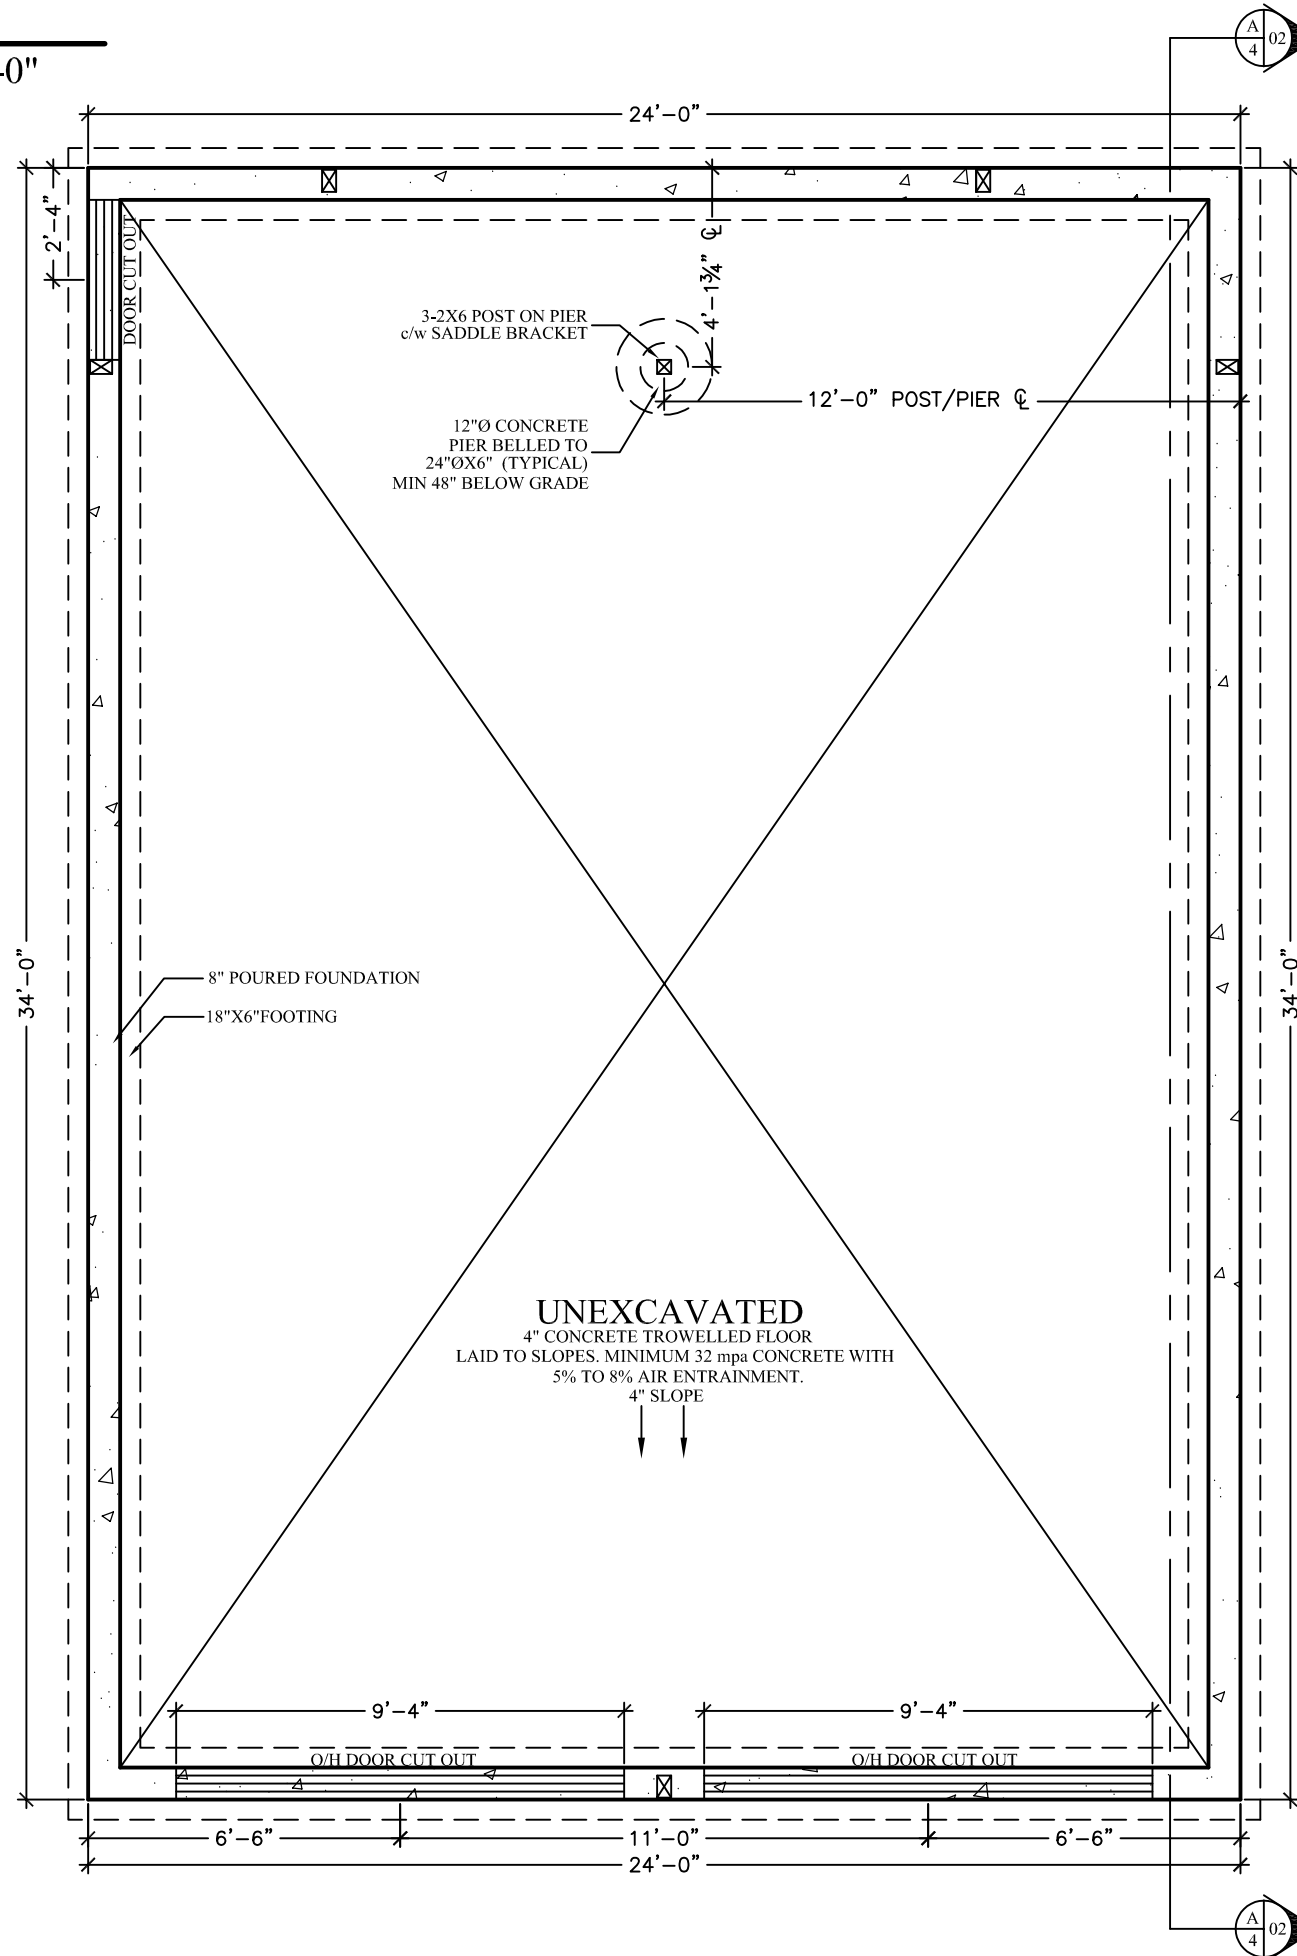 -0"
A
4
02
24'-0"
2'-4"
DOOR CUT OUT
4'-1¾" ℄
3-2X6 POST ON PIER
c/w SADDLE BRACKET
12'-0" POST/PIER ℄
12"Ø CONCRETE
PIER BELLED TO
24"ØX6" (TYPICAL)
MIN 48" BELOW GRADE
34'-0"
34'-0"
8" POURED FOUNDATION
18"X6"FOOTING
UNEXCAVATED
4" CONCRETE TROWELLED FLOOR
LAID TO SLOPES. MINIMUM 32 mpa CONCRETE WITH
5% TO 8% AIR ENTRAINMENT.
4" SLOPE
9'-4"
9'-4"
O/H DOOR CUT OUT
O/H DOOR CUT OUT
6'-6"
11'-0"
6'-6"
24'-0"
A
4
02